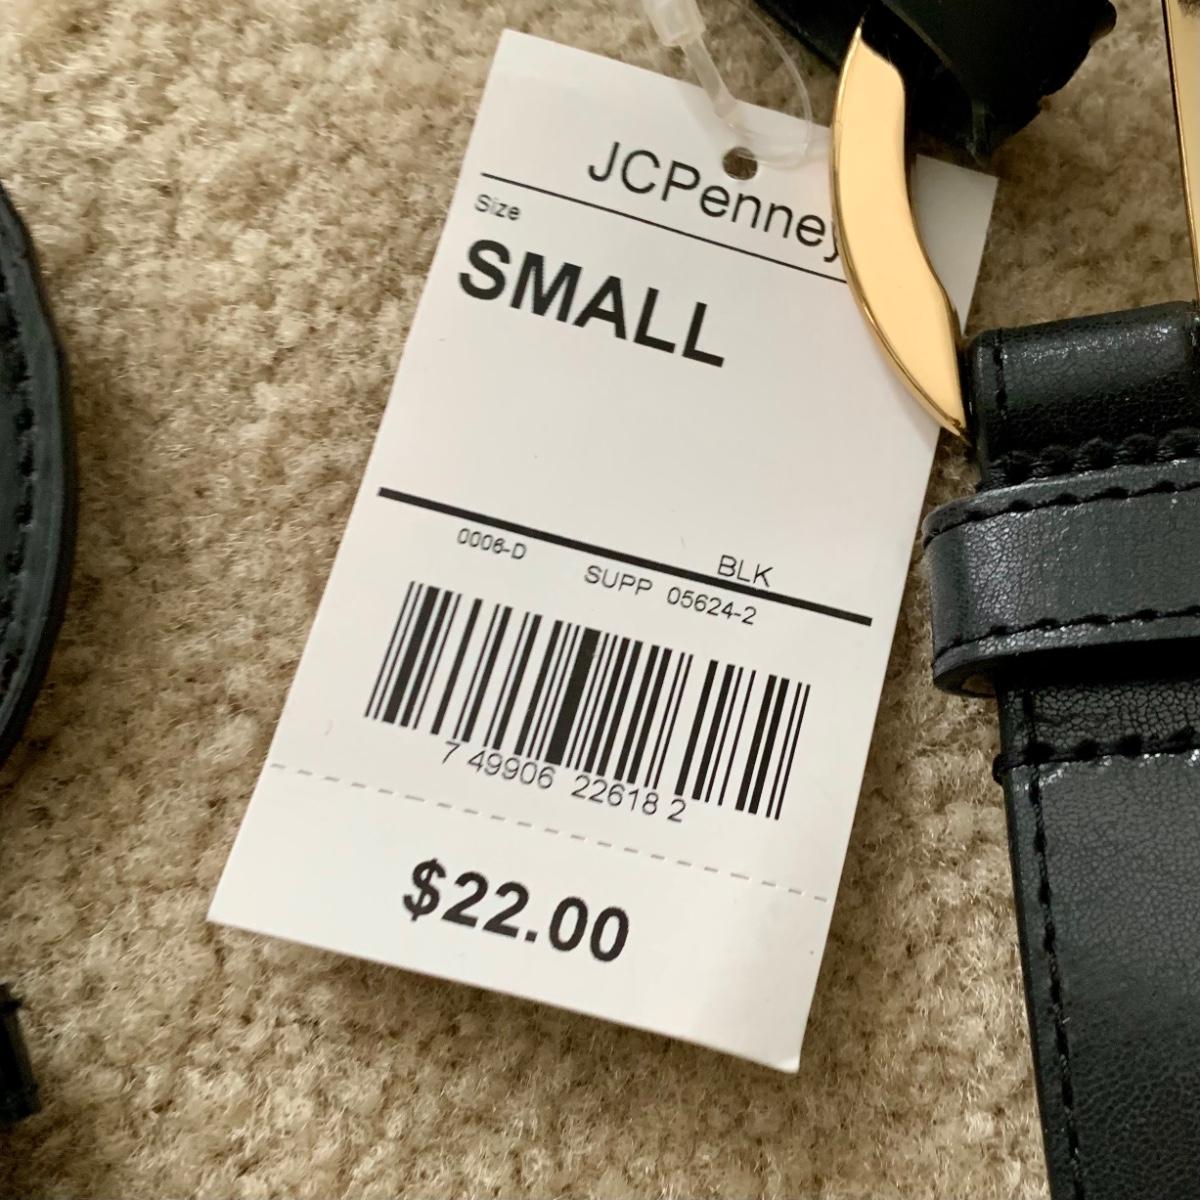 JCPenney
Size
SMALL
0006-D
BLK
SUPP 05624-2
7 49906 22618 2
$22.00